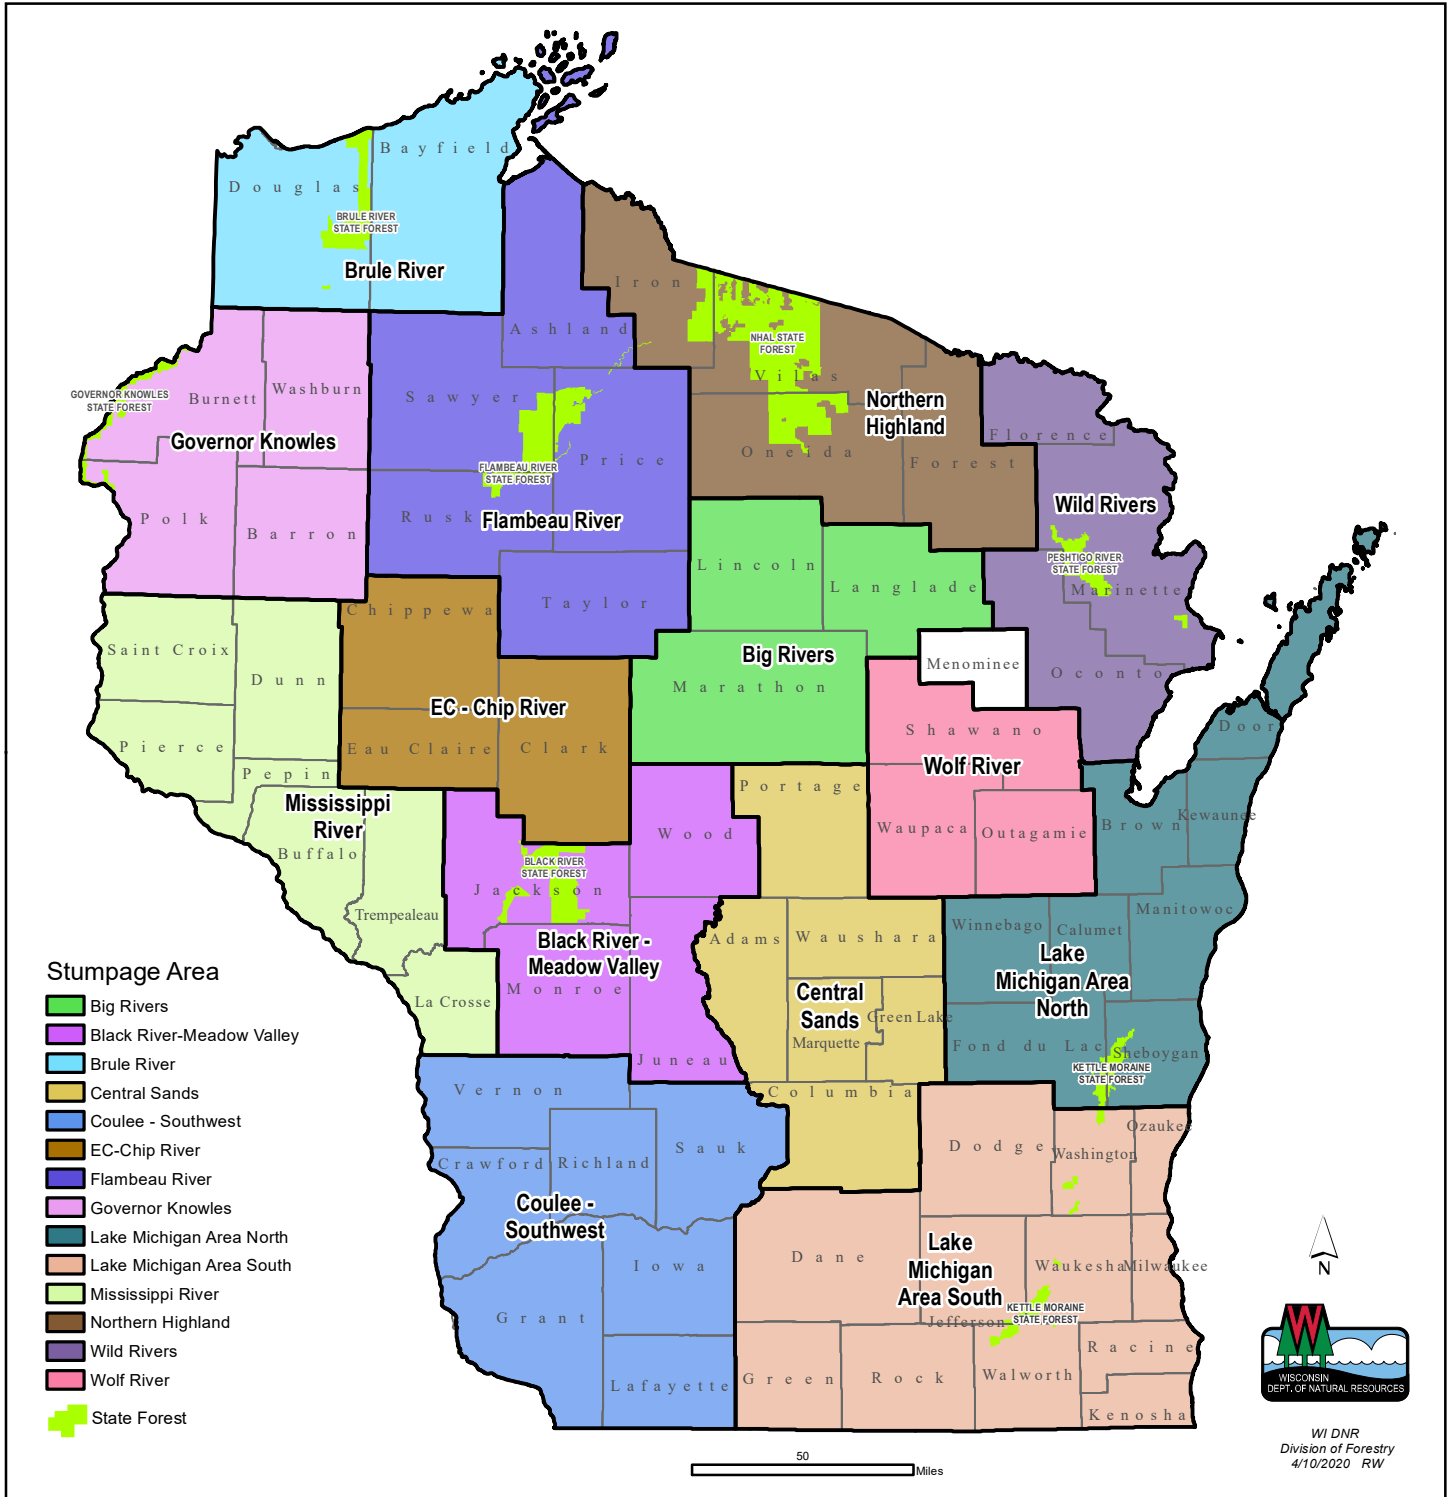 Bayfield
Douglas
BRULE RIVER
STATE FOREST
Brule River
Iron
Ashland
NHAL STATE
FOREST
Vilas
GOVERNOR KNOWLES
STATE FOREST
Burnett
Washburn
Sawyer
Northern
Highland
Governor Knowles
Florence
Oneida
Forest
Price
FLAMBEAU RIVER
STATE FOREST
Wild Rivers
Polk
Barron
Rusk
Flambeau River
PESHTIGO RIVER
STATE FOREST
Lincoln
Langlade
Marinette
Chippewa
Taylor
Saint Croix
Dunn
Big Rivers
Menominee
Oconto
Marathon
EC - Chip River
Shawano
Door
Pierce
Eau Claire
Clark
Pepin
Wolf River
Mississippi
River
Portage
Kewaunee
Brown
Wood
Waupaca
Outagamie
Buffalo
BLACK RIVER
STATE FOREST
Jackson
Trempealeau
Manitowoc
Winnebago
Calumet
Adams
Waushara
Black River -
Meadow Valley
Lake
Michigan Area
North
Stumpage Area
Monroe
La Crosse
Central
Sands
Green Lake
Marquette
Fond du Lac
Sheboygan
Juneau
KETTLE MORAINE
STATE FOREST
Big Rivers
Black River-Meadow Valley
Brule River
Central Sands
Coulee - Southwest
EC-Chip River
Flambeau River
Governor Knowles
Lake Michigan Area North
Lake Michigan Area South
Mississippi River
Northern Highland
Wild Rivers
Wolf River
State Forest
Vernon
Columbia
Ozaukee
Sauk
Dodge
Washington
Crawford
Richland
Coulee -
Southwest
Dane
Lake
Michigan
Area South
Iowa
Waukesha
Milwaukee
KETTLE MORAINE
STATE FOREST
Grant
Jefferson
Racine
Lafayette
Green
Rock
Walworth
Kenosha
N
W
WISCONSIN
DEPT. OF NATURAL RESOURCES
50
Miles
WI DNR
Division of Forestry
4/10/2020 RW